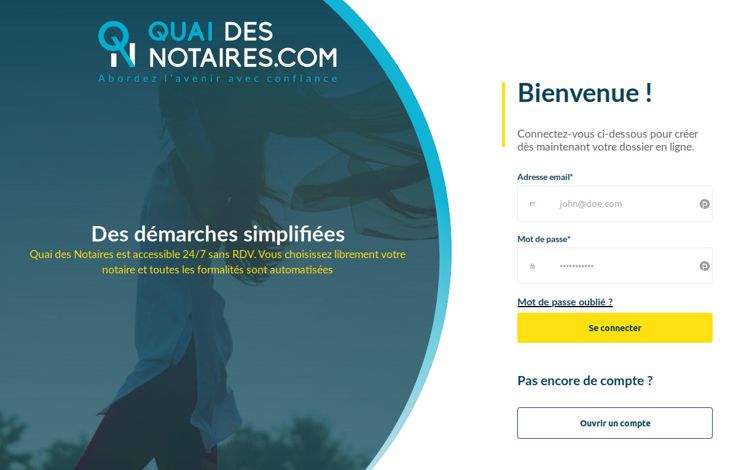 QUAI DES
NOTAIRES.COM
Abordez l'avenir avec confiance
Des démarches simplifiées
Quai des Notaires est accessible 24/7 sans RDV. Vous choisissez librement votre
notaire et toutes les formalités sont automatisées
Bienvenue !
Connectez-vous ci-dessous pour créer
dès maintenant votre dossier en ligne.
Adresse email*
john@doe.com
Mot de passe*
•••••••••••
Mot de passe oublié ?
Se connecter
Pas encore de compte ?
Ouvrir un compte